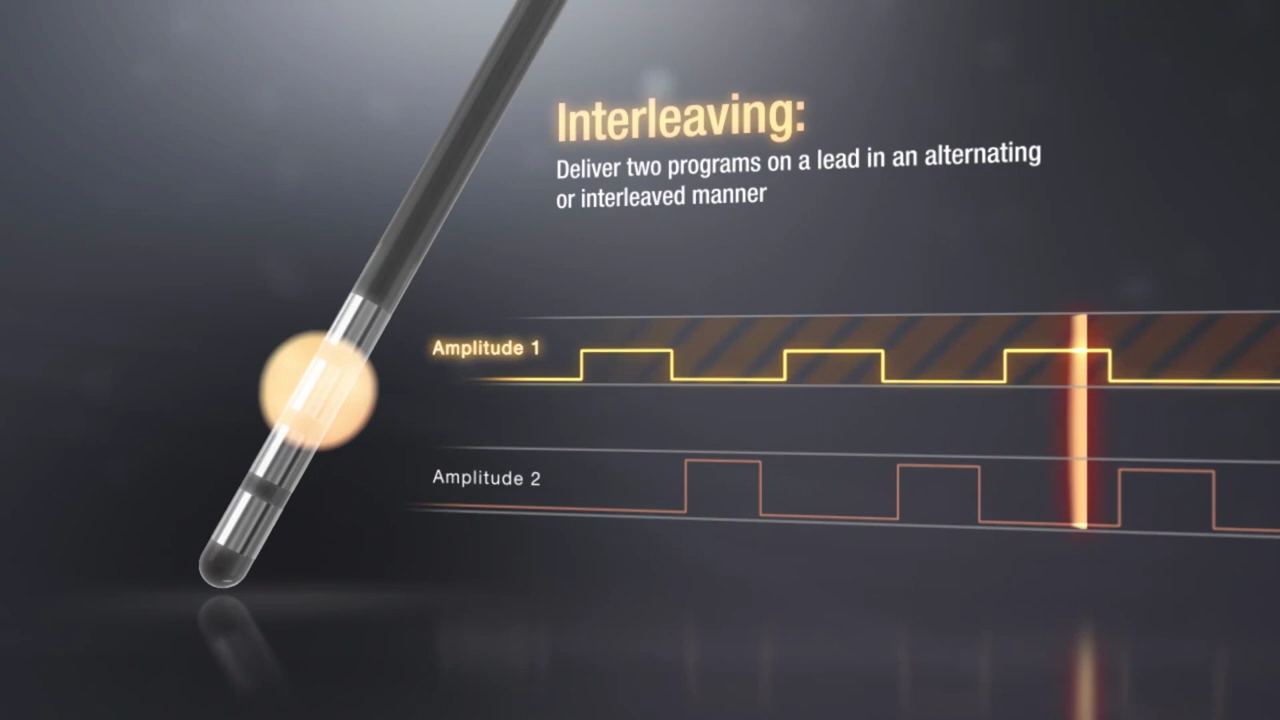 Interleaving:
Deliver two programs on a lead in an alternating
or interleaved manner
Amplitude 1
Amplitude 2